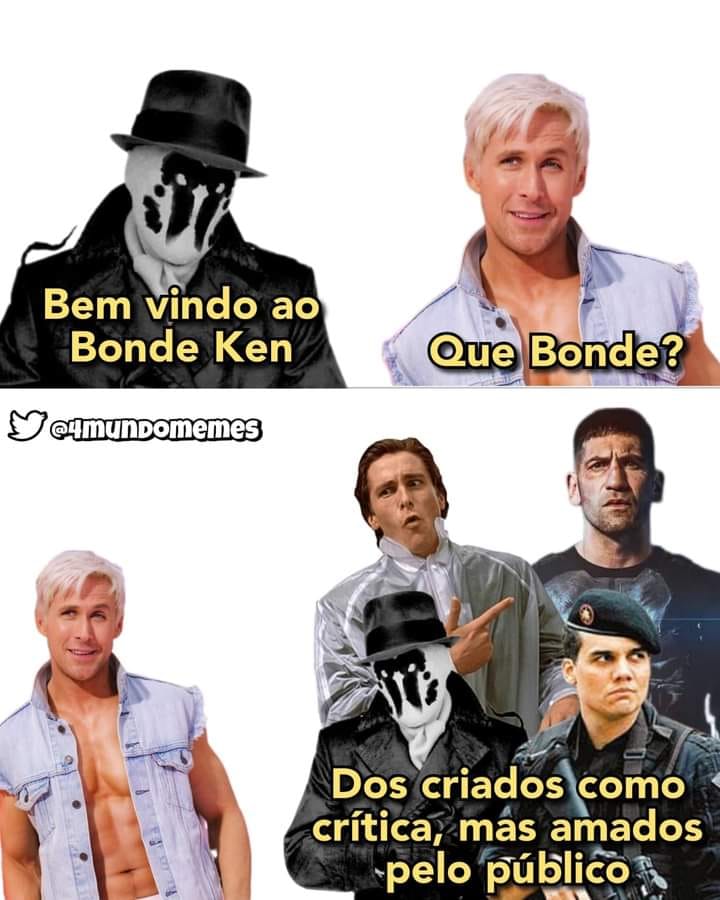 Bem vindo ao
Bonde Ken
Que Bonde?
@4mundomemes
Dos criados como
crítica, mas amados
pelo público